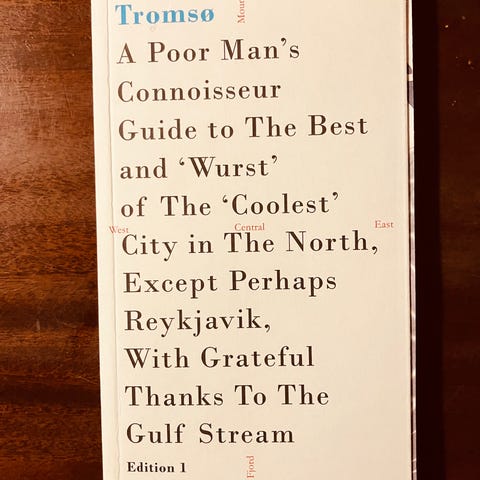 Tromsø
A Poor Man's
Connoisseur
Guide to The Best
and ‘Wurst’
of The ‘Coolest’
West Central East
City in The North,
Except Perhaps
Reykjavik,
With Grateful
Thanks To The
Gulf Stream
Edition 1
Fjord